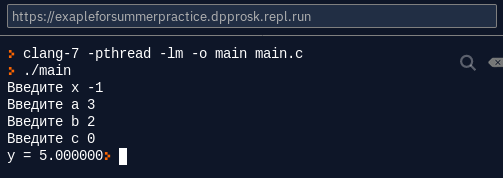 https://exapleforsummerpractice.dpprosk.repl.run
> clang-7 -pthread -lm -o main main.c
> ./main
Введите x -1
Введите a 3
Введите b 2
Введите c 0
y = 5.000000>